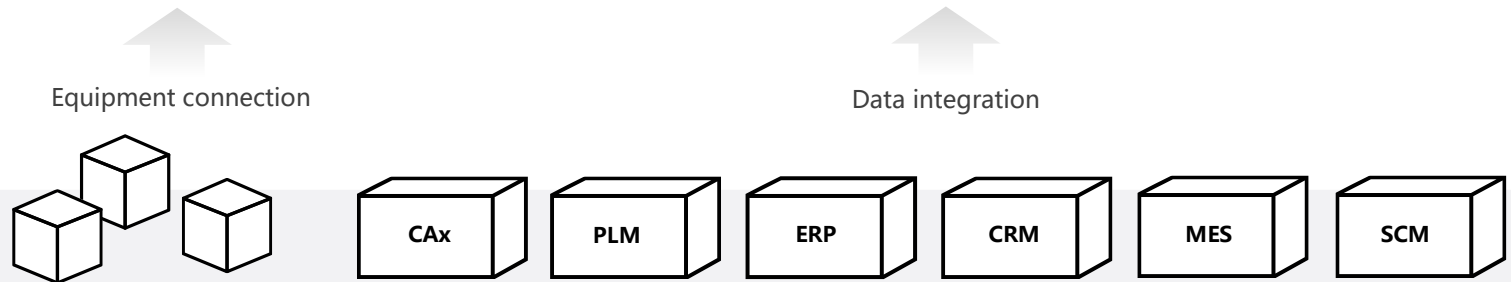 Equipment connection
Data integration
CAx
PLM
ERP
CRM
MES
SCM